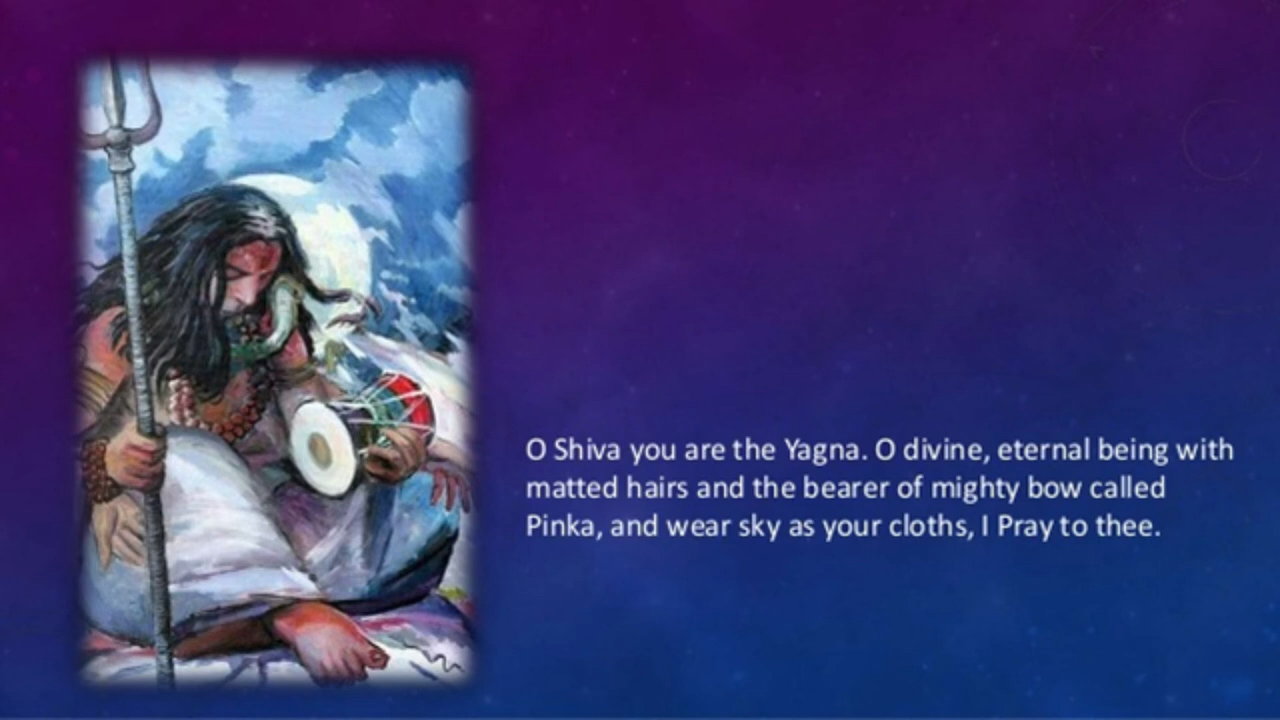 O Shiva you are the Yagna. O divine, eternal being with
matted hairs and the bearer of mighty bow called
Pinka, and wear sky as your cloths, I Pray to thee.